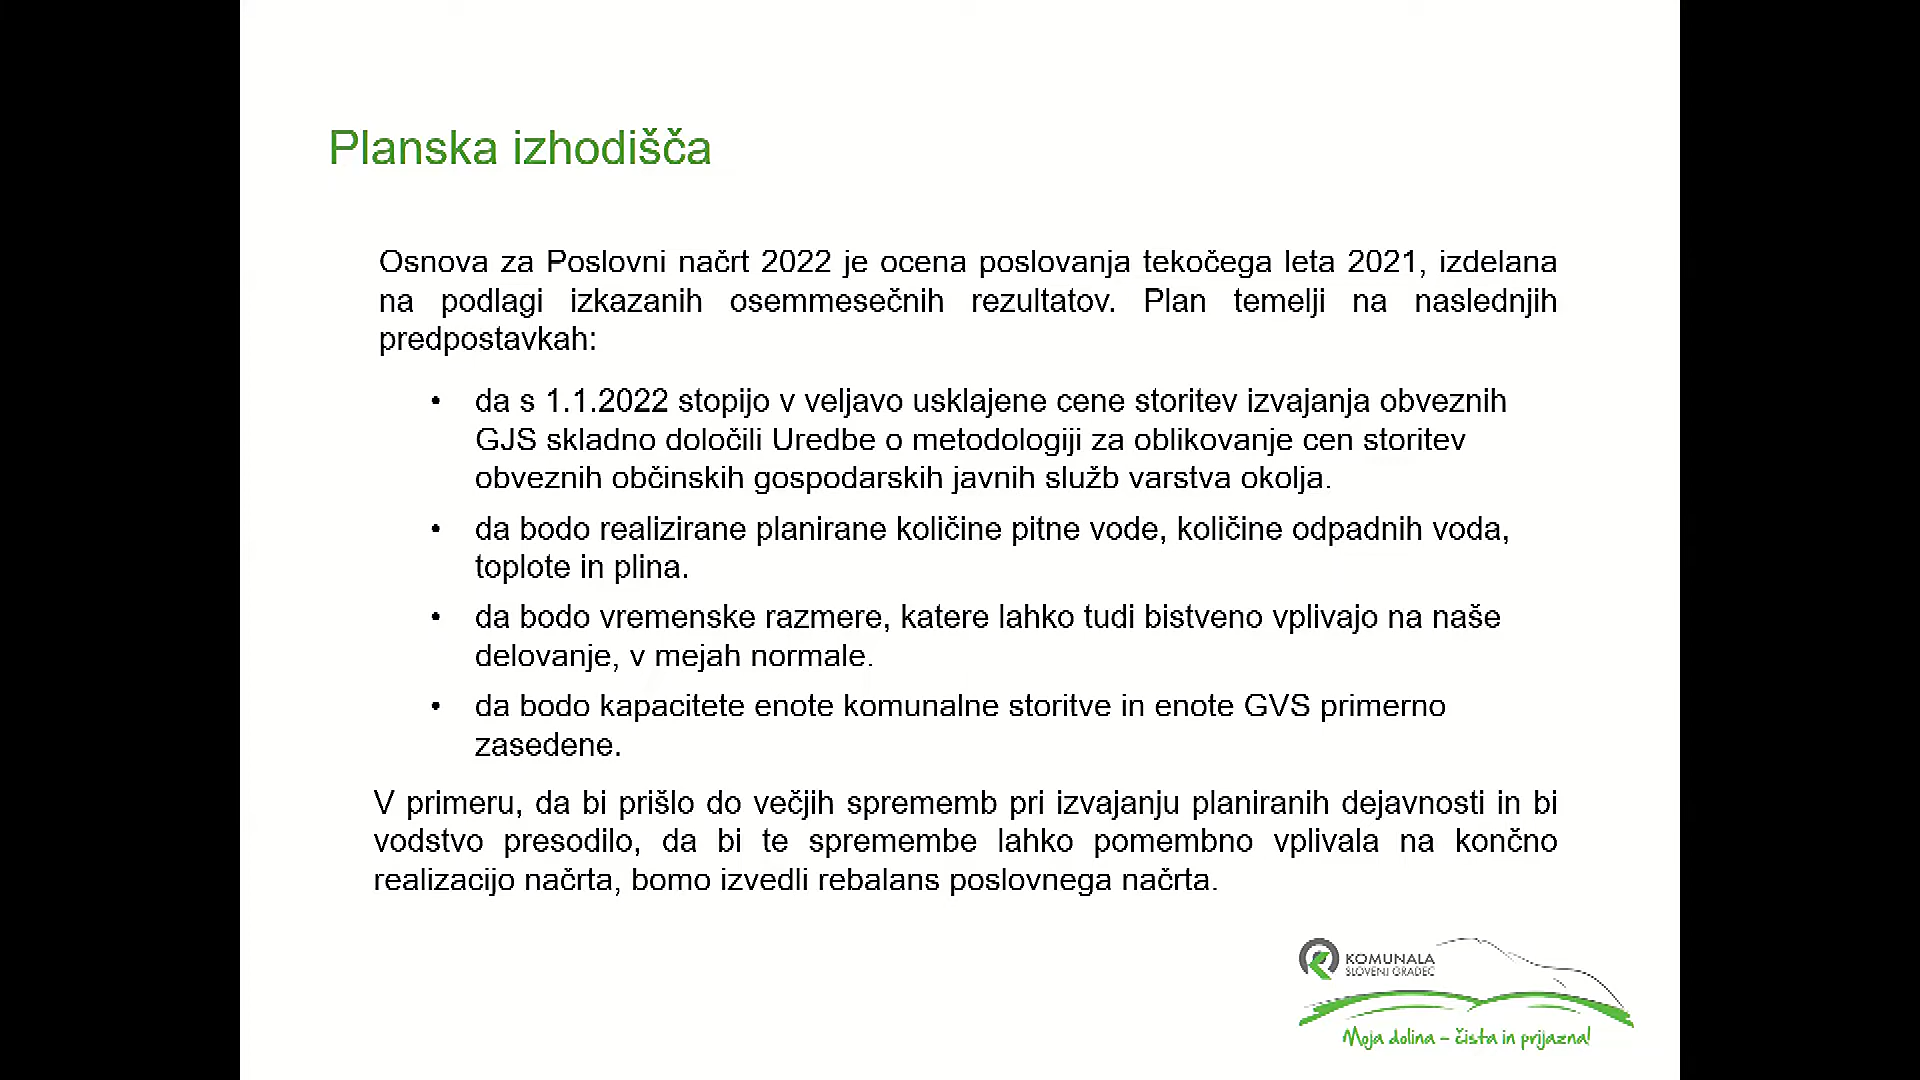 Planska izhodišča
Osnova za Poslovni načrt 2022 je ocena poslovanja tekočega leta 2021, izdelana
na podlagi izkazanih osemmesečnih rezultatov. Plan temelji na naslednjih
predpostavkah:
• da s 1.1.2022 stopijo v veljavo usklajene cene storitev izvajanja obveznih
GJS skladno določili Uredbe o metodologiji za oblikovanje cen storitev
obveznih občinskih gospodarskih javnih služb varstva okolja.
• da bodo realizirane planirane količine pitne vode, količine odpadnih voda,
toplote in plina.
• da bodo vremenske razmere, katere lahko tudi bistveno vplivajo na naše
delovanje, v mejah normale.
• da bodo kapacitete enote komunalne storitve in enote GVS primerno
zasedene.
V primeru, da bi prišlo do večjih sprememb pri izvajanju planiranih dejavnosti in bi
vodstvo presodilo, da bi te spremembe lahko pomembno vplivala na končno
realizacijo načrta, bomo izvedli rebalans poslovnega načrta.
KOMUNALA
SLOVENJ GRADEC
Moja dolina – čista in prijazna!